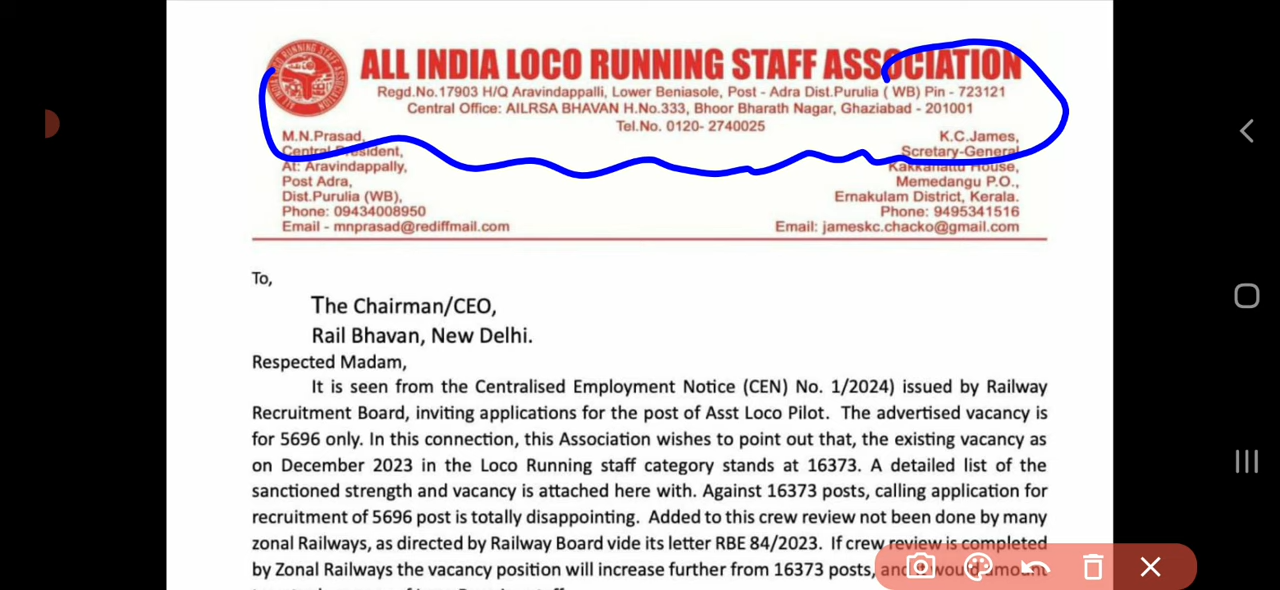 ALL INDIA LOCO RUNNING STAFF ASSOCIATION
Regd.No.17903 H/Q Aravindappalli, Lower Beniasole, Post - Adra Dist.Purulia ( WB) Pin - 723121
Central Office: AILRSA BHAVAN H.No.333, Bhoor Bharath Nagar, Ghaziabad - 201001
Tel.No. 0120- 2740025
M.N.Prasad,
Central President,
At: Aravindappally,
Post Adra,
Dist.Purulia (WB),
Phone: 09434008950
Email - mnprasad@rediffmail.com
K.C.James,
Scretary-General
Kakkanattu House,
Memedangu P.O.,
Ernakulam District, Kerala.
Phone: 9495341516
Email: jameskc.chacko@gmail.com
To,
The Chairman/CEO,
Rail Bhavan, New Delhi.
Respected Madam,
It is seen from the Centralised Employment Notice (CEN) No. 1/2024) issued by Railway
Recruitment Board, inviting applications for the post of Asst Loco Pilot. The advertised vacancy is
for 5696 only. In this connection, this Association wishes to point out that, the existing vacancy as
on December 2023 in the Loco Running staff category stands at 16373. A detailed list of the
sanctioned strength and vacancy is attached here with. Against 16373 posts, calling application for
recruitment of 5696 post is totally disappointing. Added to this crew review not been done by many
zonal Railways, as directed by Railway Board vide its letter RBE 84/2023. If crew review is completed
by Zonal Railways the vacancy position will increase further from 16373 posts, and it would amount